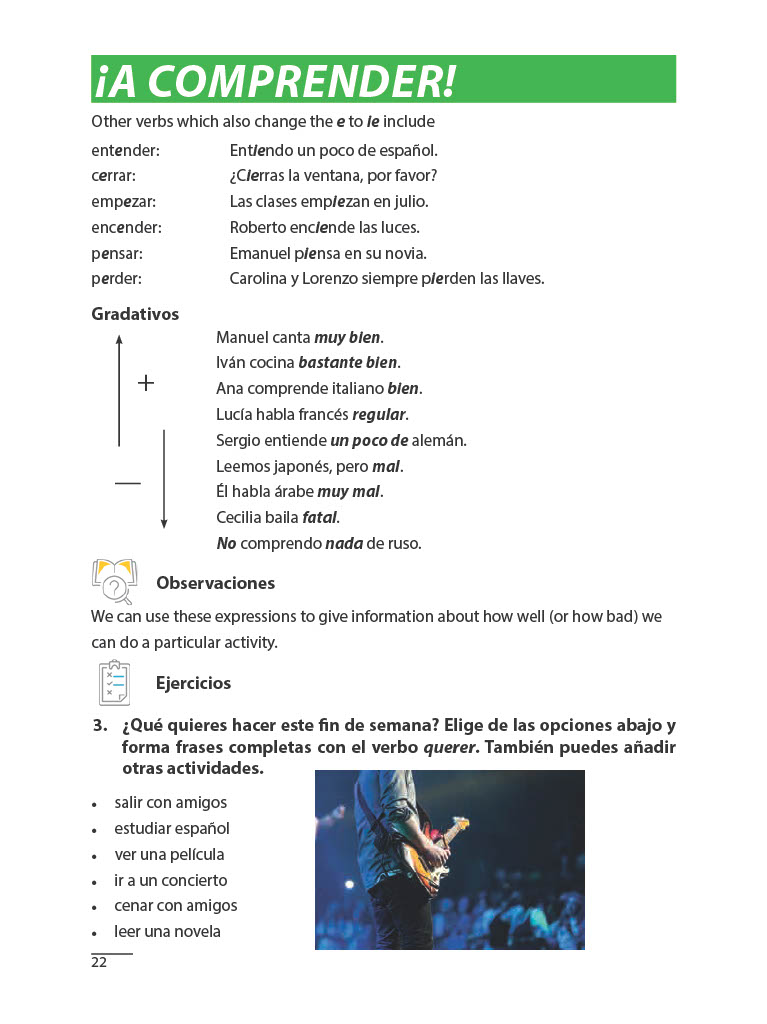 ¡A COMPRENDER!
Other verbs which also change the e to ie include
entender: Entiendo un poco de español.
cerrar: ¿Cierras la ventana, por favor?
empezar: Las clases empiezan en julio.
encender: Roberto enciende las luces.
pensar: Emanuel piensa en su novia.
perder: Carolina y Lorenzo siempre pierden las llaves.
Gradativos
Manuel canta muy bien.
Iván cocina bastante bien.
+
Ana comprende italiano bien.
Lucía habla francés regular.
Sergio entiende un poco de alemán.
Leemos japonés, pero mal.
—
Él habla árabe muy mal.
Cecilia baila fatal.
No comprendo nada de ruso.
Observaciones
We can use these expressions to give information about how well (or how bad) we
can do a particular activity.
Ejercicios
3. ¿Qué quieres hacer este fin de semana? Elige de las opciones abajo y
forma frases completas con el verbo querer. También puedes añadir
otras actividades.
• salir con amigos
• estudiar español
• ver una película
• ir a un concierto
• cenar con amigos
• leer una novela
22